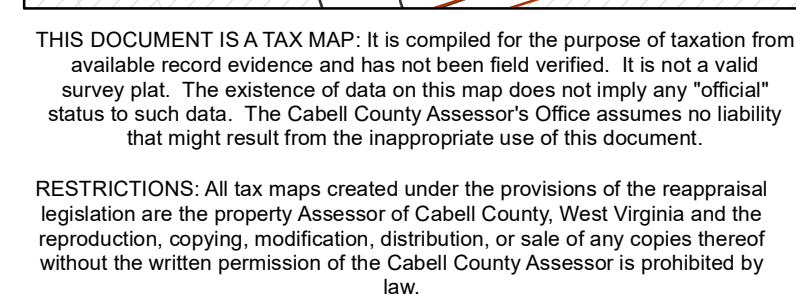 THIS DOCUMENT IS A TAX MAP: It is compiled for the purpose of taxation from
available record evidence and has not been field verified.  It is not a valid
survey plat.  The existence of data on this map does not imply any "official"
status to such data.  The Cabell County Assessor's Office assumes no liability
that might result from the inappropriate use of this document.
RESTRICTIONS: All tax maps created under the provisions of the reappraisal
legislation are the property Assessor of Cabell County, West Virginia and the
reproduction, copying, modification, distribution, or sale of any copies thereof
without the written permission of the Cabell County Assessor is prohibited by
law.